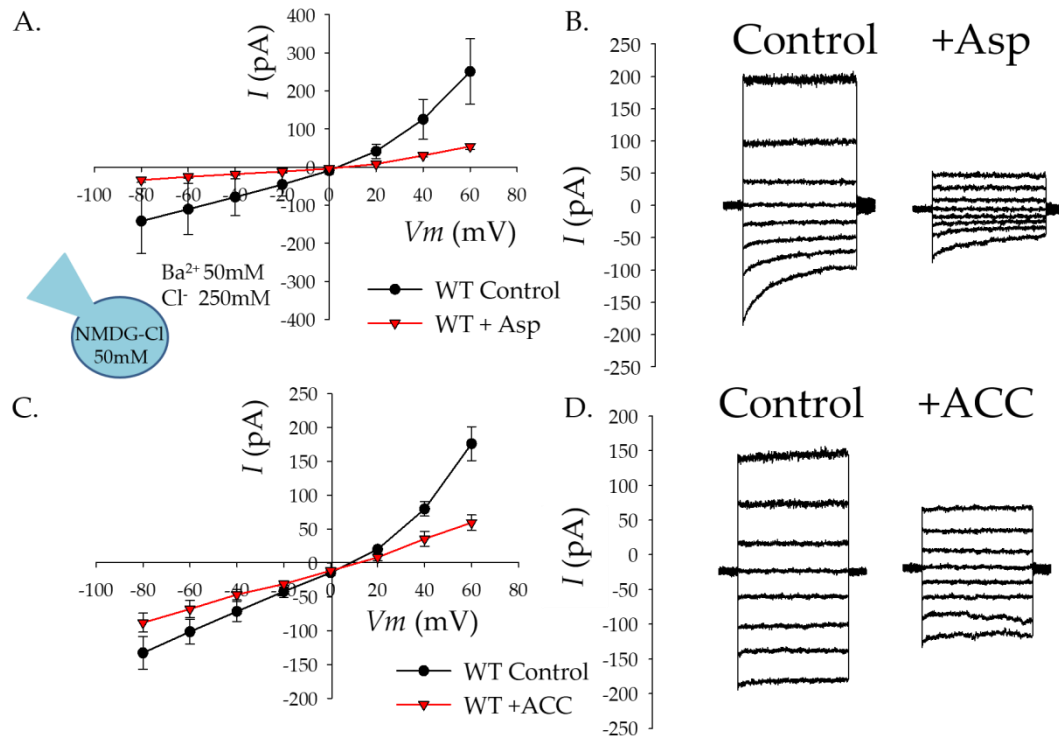 A.
I (pA)
400
300
200
100
0
-100
-200
-300
-400
-100 -80 -60 -40 -20 0 20 40 60 80
Vm (mV)
Ba²⁺ 50mM
Cl⁻ 250mM
NMDG-Cl
50mM
WT Control
WT + Asp
B.
Control +Asp
I (pA)
250
200
150
100
50
0
-50
-100
-150
-200
-250
C.
I (pA)
250
200
150
100
50
0
-50
-100
-150
-200
-100 -80 -60 -40 -20 0 20 40 60 80
Vm (mV)
WT Control
WT +ACC
D.
Control +ACC
I (pA)
200
150
100
50
0
-50
-100
-150
-200
-250